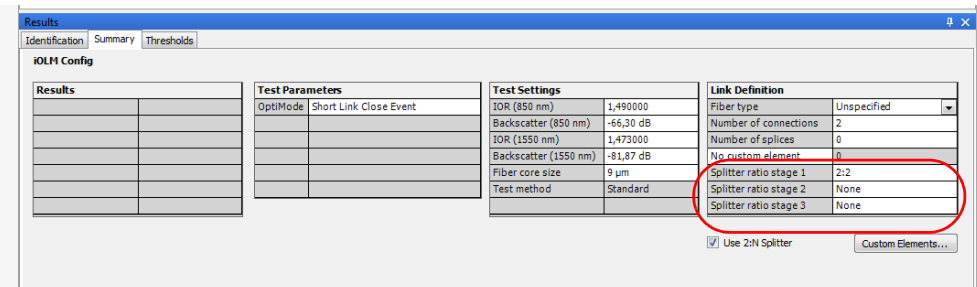 Results
Identification Summary Thresholds
iOLM Config
Results
Test Parameters
OptiMode Short Link Close Event
Test Settings
IOR (850 nm) 1,490000
Backscatter (850 nm) -66,30 dB
IOR (1550 nm) 1,473000
Backscatter (1550 nm) -81,87 dB
Fiber core size 9 µm
Test method Standard
Link Definition
Fiber type Unspecified
Number of connections 2
Number of splices 0
No custom element 0
Splitter ratio stage 1 2:2
Splitter ratio stage 2 None
Splitter ratio stage 3 None
Use 2:N Splitter
Custom Elements...